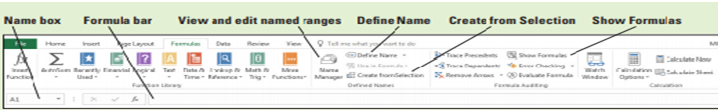 Name box Formula bar View and edit named ranges Define Name Create from Selection Show Formulas
File Home Insert Page Layout Formulas Data Review View Tell me what you want to do
Define Name Trace Precedents Show Formulas Calculate Now
Insert AutoSum Recently Financial Logical Text Date & Lookup & Math & More Name Use in Formula Trace Dependents Error Checking Watch Calculation Calculate Sheet
Function Used Time Reference Trig Functions Manager Create from Selection Remove Arrows Evaluate Formula Window Options
Function Library Defined Names Formula Auditing Calculation
A1 fx